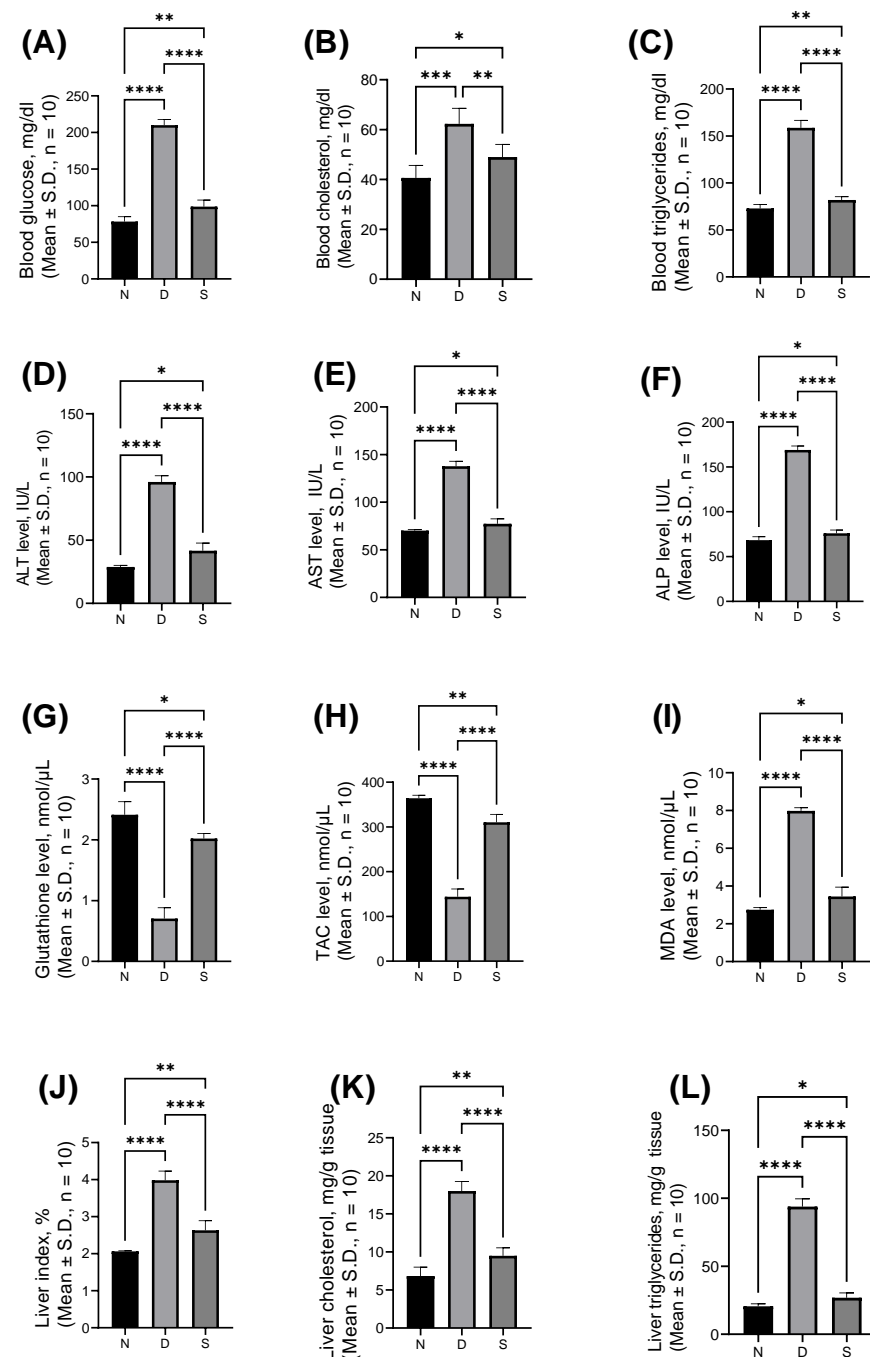 (A)
Blood glucose, mg/dl
(Mean ± S.D., n = 10)
250
200
150
100
50
0
N D S
**
****
****
(B)
Blood cholesterol, mg/dl
(Mean ± S.D., n = 10)
80
60
40
20
0
N D S
*
***
**
(C)
Blood triglycerides, mg/dl
(Mean ± S.D., n = 10)
200
150
100
50
0
N D S
**
****
****
(D)
ALT level, IU/L
(Mean ± S.D., n = 10)
150
100
50
0
N D S
*
****
****
(E)
AST level, IU/L
(Mean ± S.D., n = 10)
200
150
100
50
0
N D S
*
****
****
(F)
ALP level, IU/L
(Mean ± S.D., n = 10)
200
150
100
50
0
N D S
*
****
****
(G)
Glutathione level, nmol/µL
(Mean ± S.D., n = 10)
3
2
1
0
N D S
*
****
****
(H)
TAC level, nmol/µL
(Mean ± S.D., n = 10)
400
300
200
100
0
N D S
**
****
****
(I)
MDA level, nmol/µL
(Mean ± S.D., n = 10)
10
8
6
4
2
0
N D S
*
****
****
(J)
Liver index, %
(Mean ± S.D., n = 10)
5
4
3
2
1
0
N D S
**
****
****
(K)
Liver cholesterol, mg/g tissue
(Mean ± S.D., n = 10)
25
20
15
10
5
0
N D S
**
****
****
(L)
Liver triglycerides, mg/g tissue
(Mean ± S.D., n = 10)
150
100
50
0
N D S
*
****
****